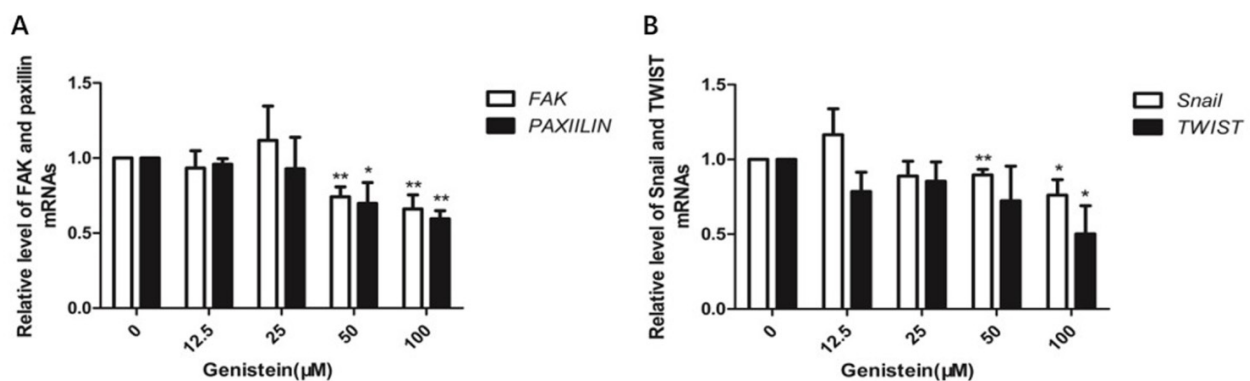 A
Relative level of FAK and paxillin
mRNAs
1.5
1.0
0.5
0.0
FAK
PAXIILIN
** *
** **
0
12.5
25
50
100
Genistein(μM)
B
Relative level of Snail and TWIST
mRNAs
1.5
1.0
0.5
0.0
Snail
TWIST
**
*
*
0
12.5
25
50
100
Genistein(μM)